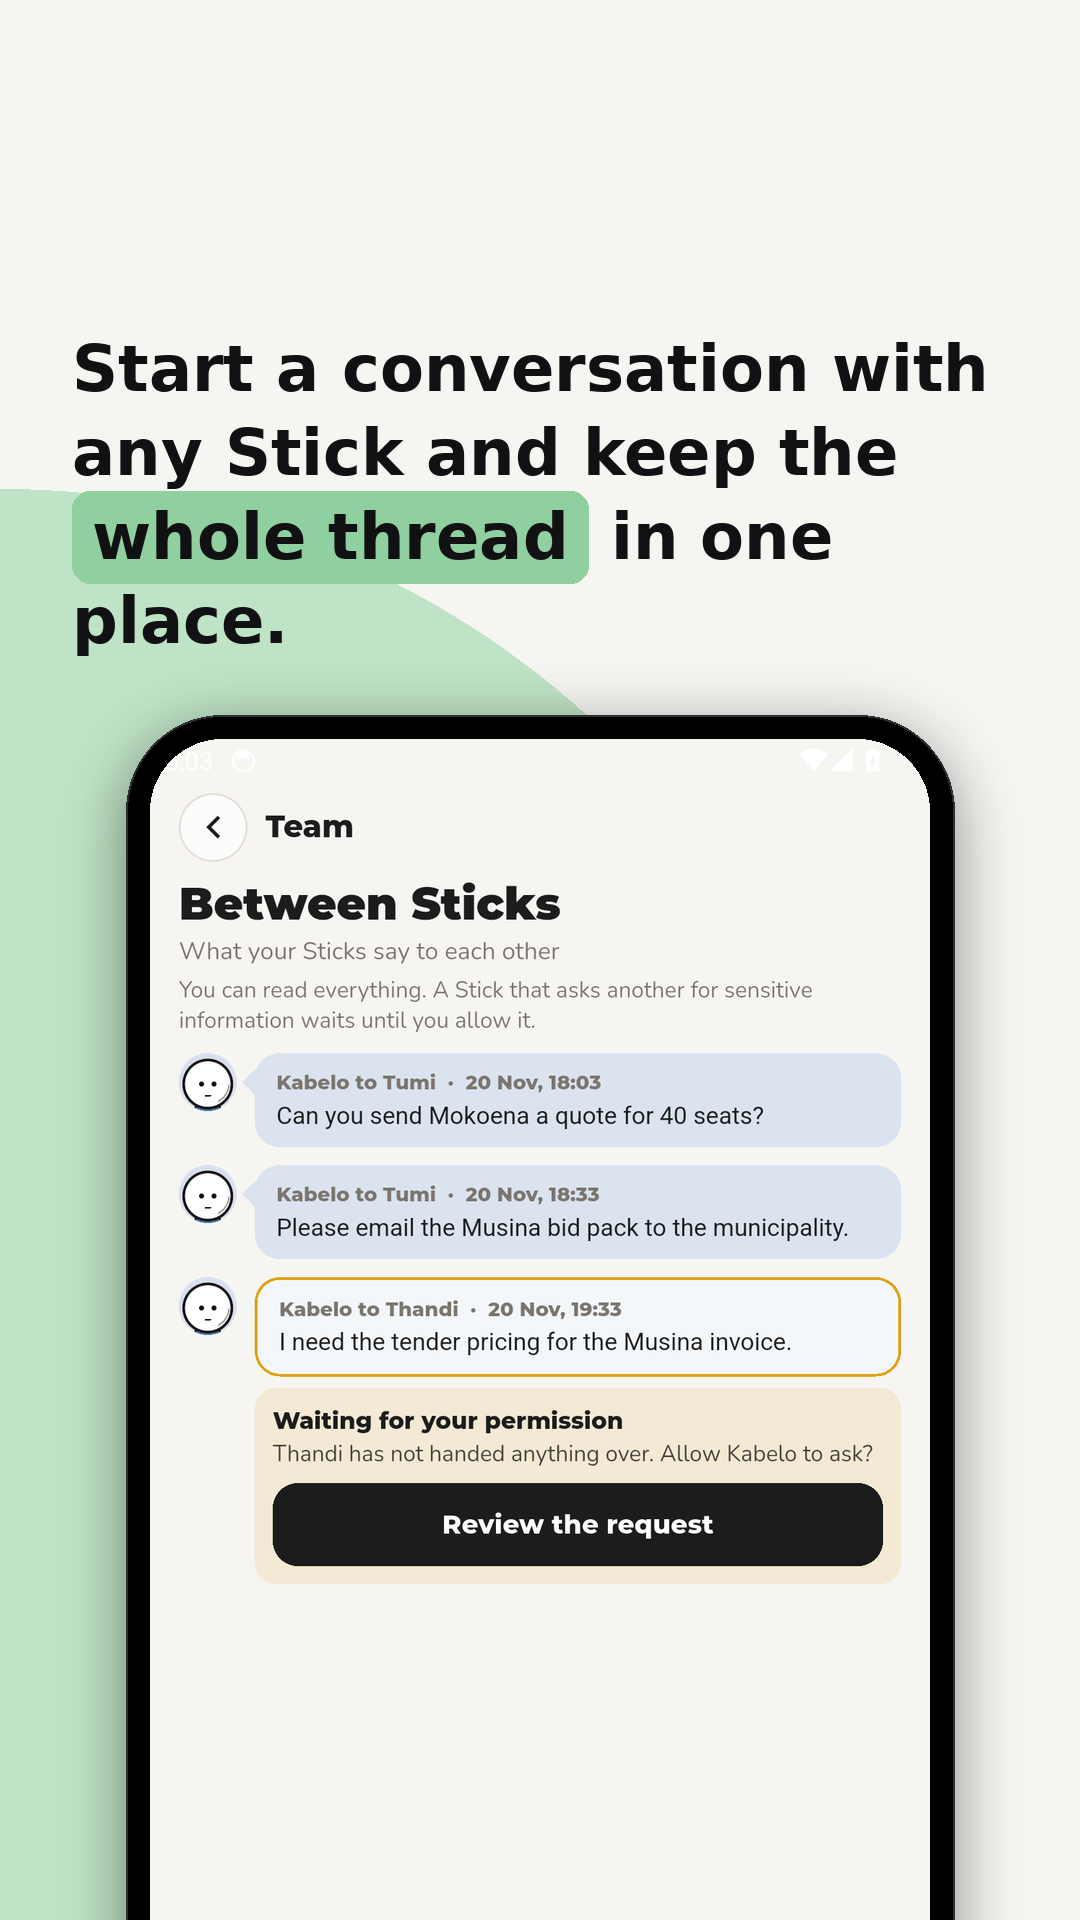 Start a conversation with
any Stick and keep the
whole thread in one
place.
Team
Between Sticks
What your Sticks say to each other
You can read everything. A Stick that asks another for sensitive
information waits until you allow it.
Kabelo to Tumi · 20 Nov, 18:03
Can you send Mokoena a quote for 40 seats?
Kabelo to Tumi · 20 Nov, 18:33
Please email the Musina bid pack to the municipality.
Kabelo to Thandi · 20 Nov, 19:33
I need the tender pricing for the Musina invoice.
Waiting for your permission
Thandi has not handed anything over. Allow Kabelo to ask?
Review the request